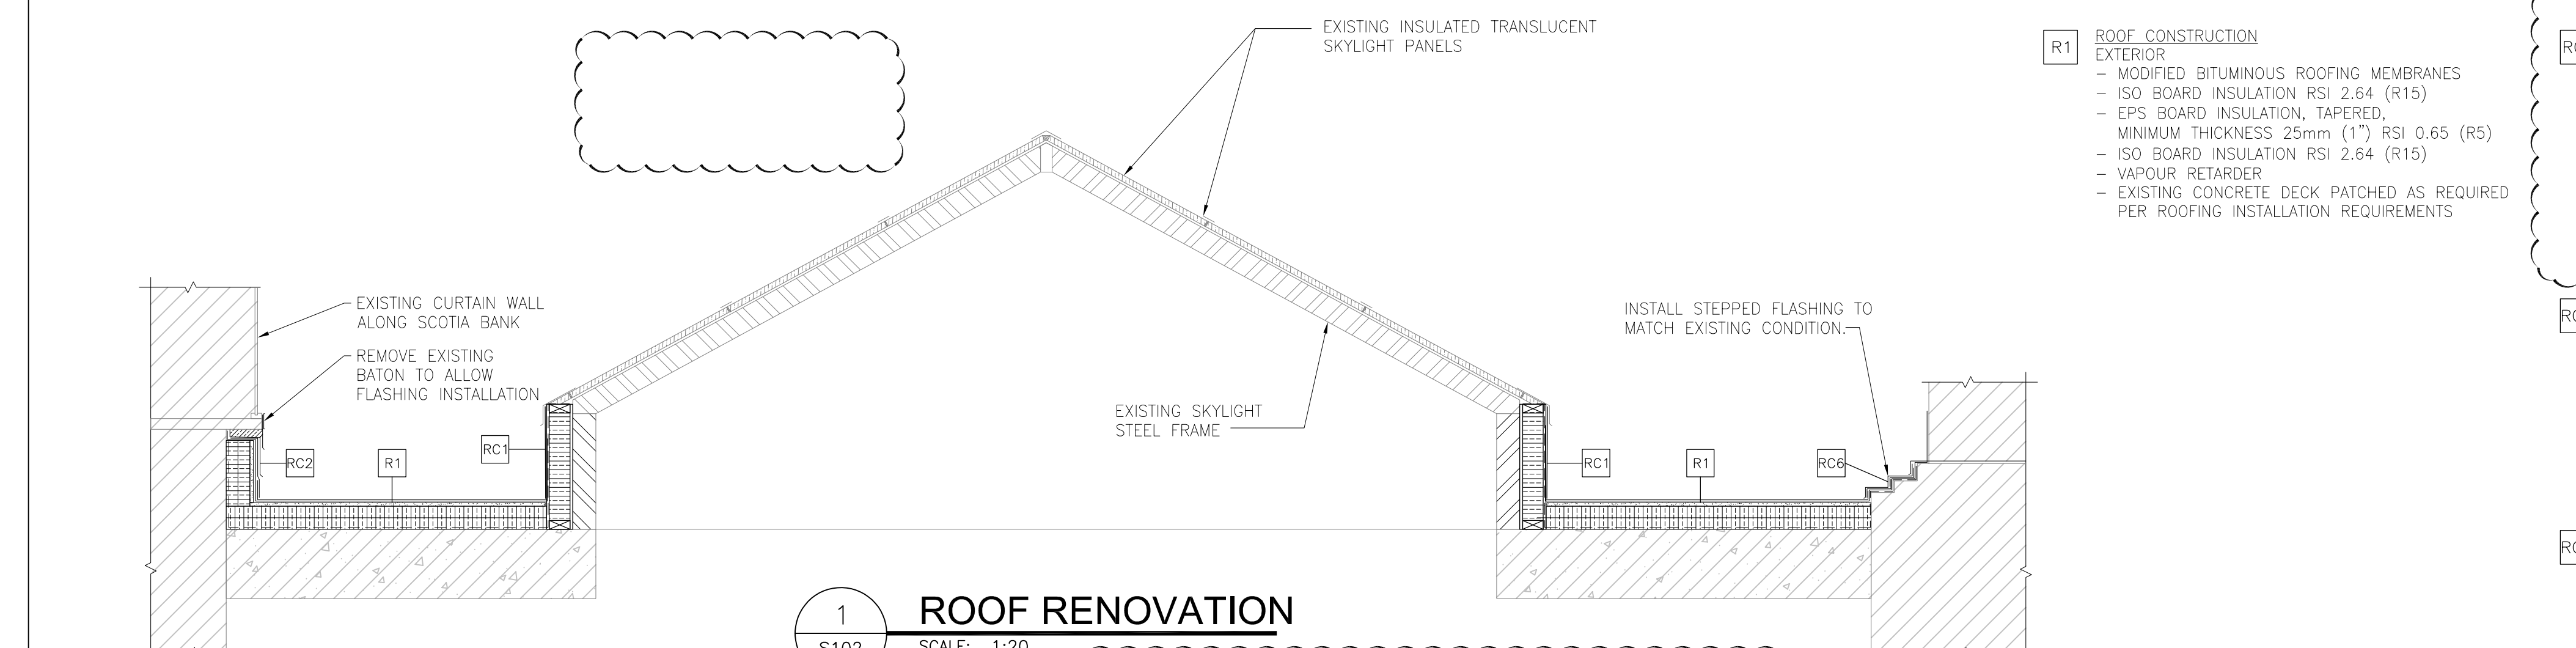 EXISTING INSULATED TRANSLUCENT
SKYLIGHT PANELS
R1
ROOF CONSTRUCTION
EXTERIOR
- MODIFIED BITUMINOUS ROOFING MEMBRANES
- ISO BOARD INSULATION RSI 2.64 (R15)
- EPS BOARD INSULATION, TAPERED,
MINIMUM THICKNESS 25mm (1") RSI 0.65 (R5)
- ISO BOARD INSULATION RSI 2.64 (R15)
- VAPOUR RETARDER
- EXISTING CONCRETE DECK PATCHED AS REQUIRED
PER ROOFING INSTALLATION REQUIREMENTS
EXISTING CURTAIN WALL
ALONG SCOTIA BANK
REMOVE EXISTING
BATON TO ALLOW
FLASHING INSTALLATION
INSTALL STEPPED FLASHING TO
MATCH EXISTING CONDITION.
EXISTING SKYLIGHT
STEEL FRAME
RC2
R1
RC1
RC1
R1
RC6
1
S102
ROOF RENOVATION
SCALE: 1:20